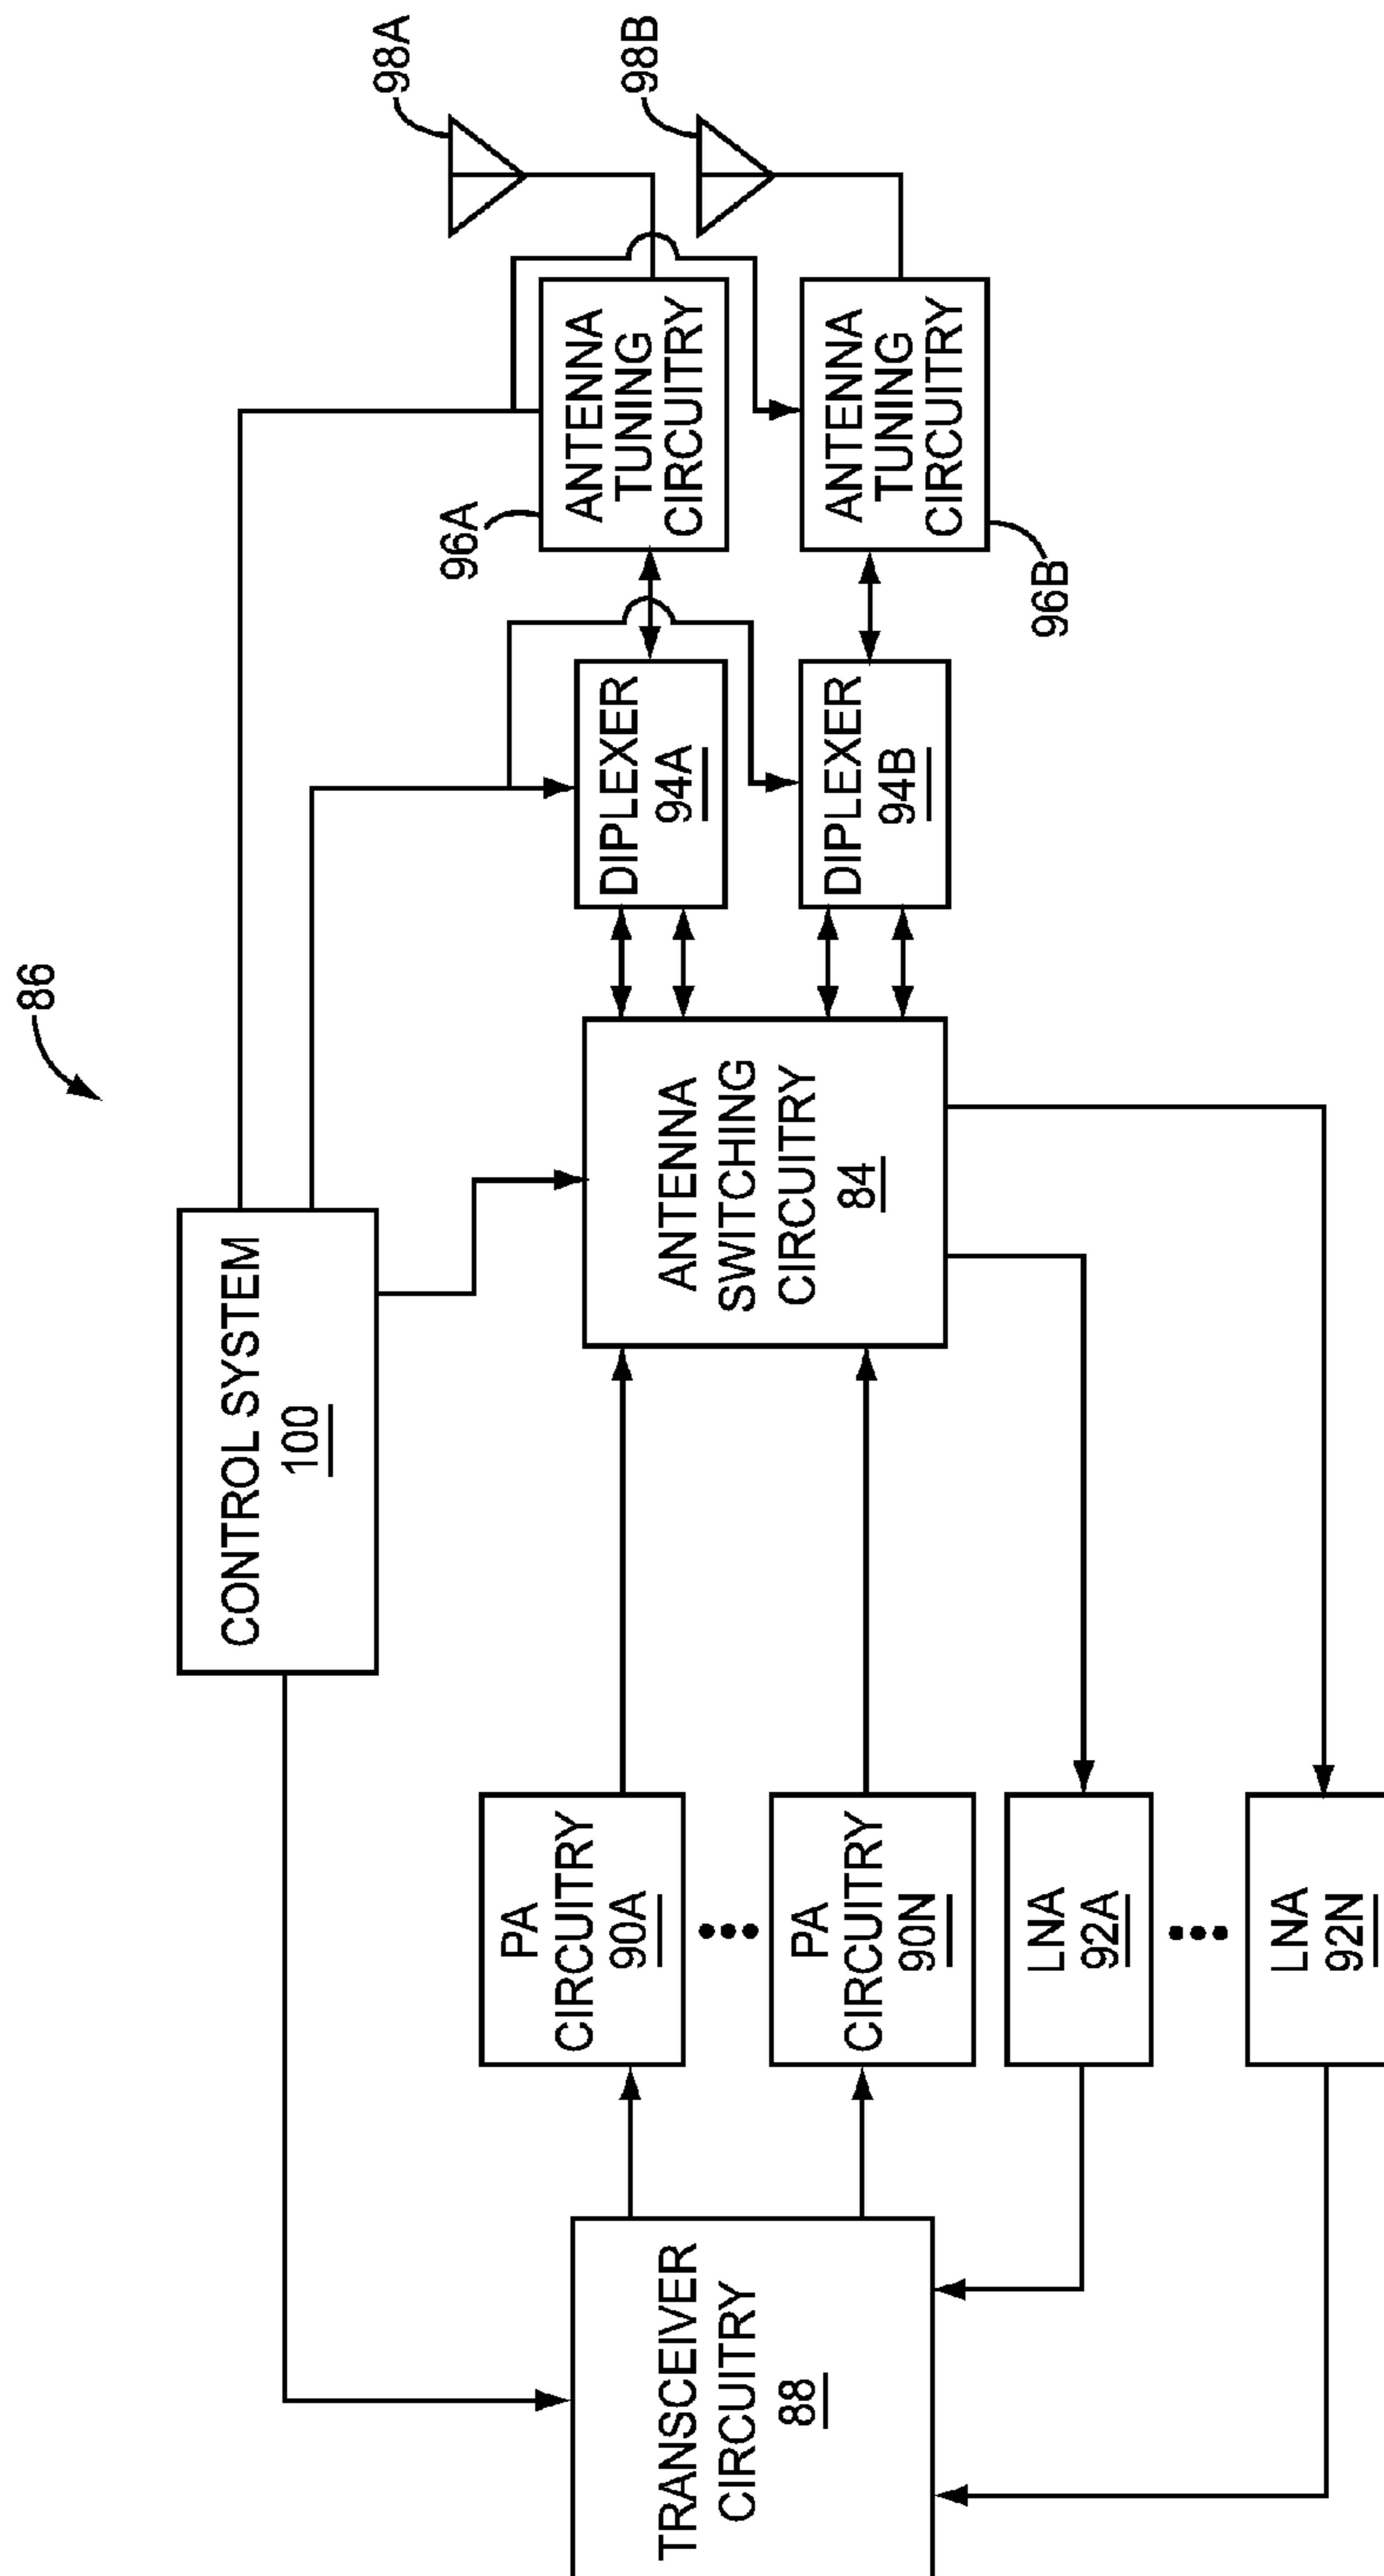 86
CONTROL SYSTEM
100
98A
98B
96A
ANTENNA
TUNING
CIRCUITRY
ANTENNA
TUNING
CIRCUITRY
96B
DIPLEXER
94A
DIPLEXER
94B
ANTENNA
SWITCHING
CIRCUITRY
84
PA
CIRCUITRY
90A
PA
CIRCUITRY
90N
LNA
92A
LNA
92N
TRANSCEIVER
CIRCUITRY
88